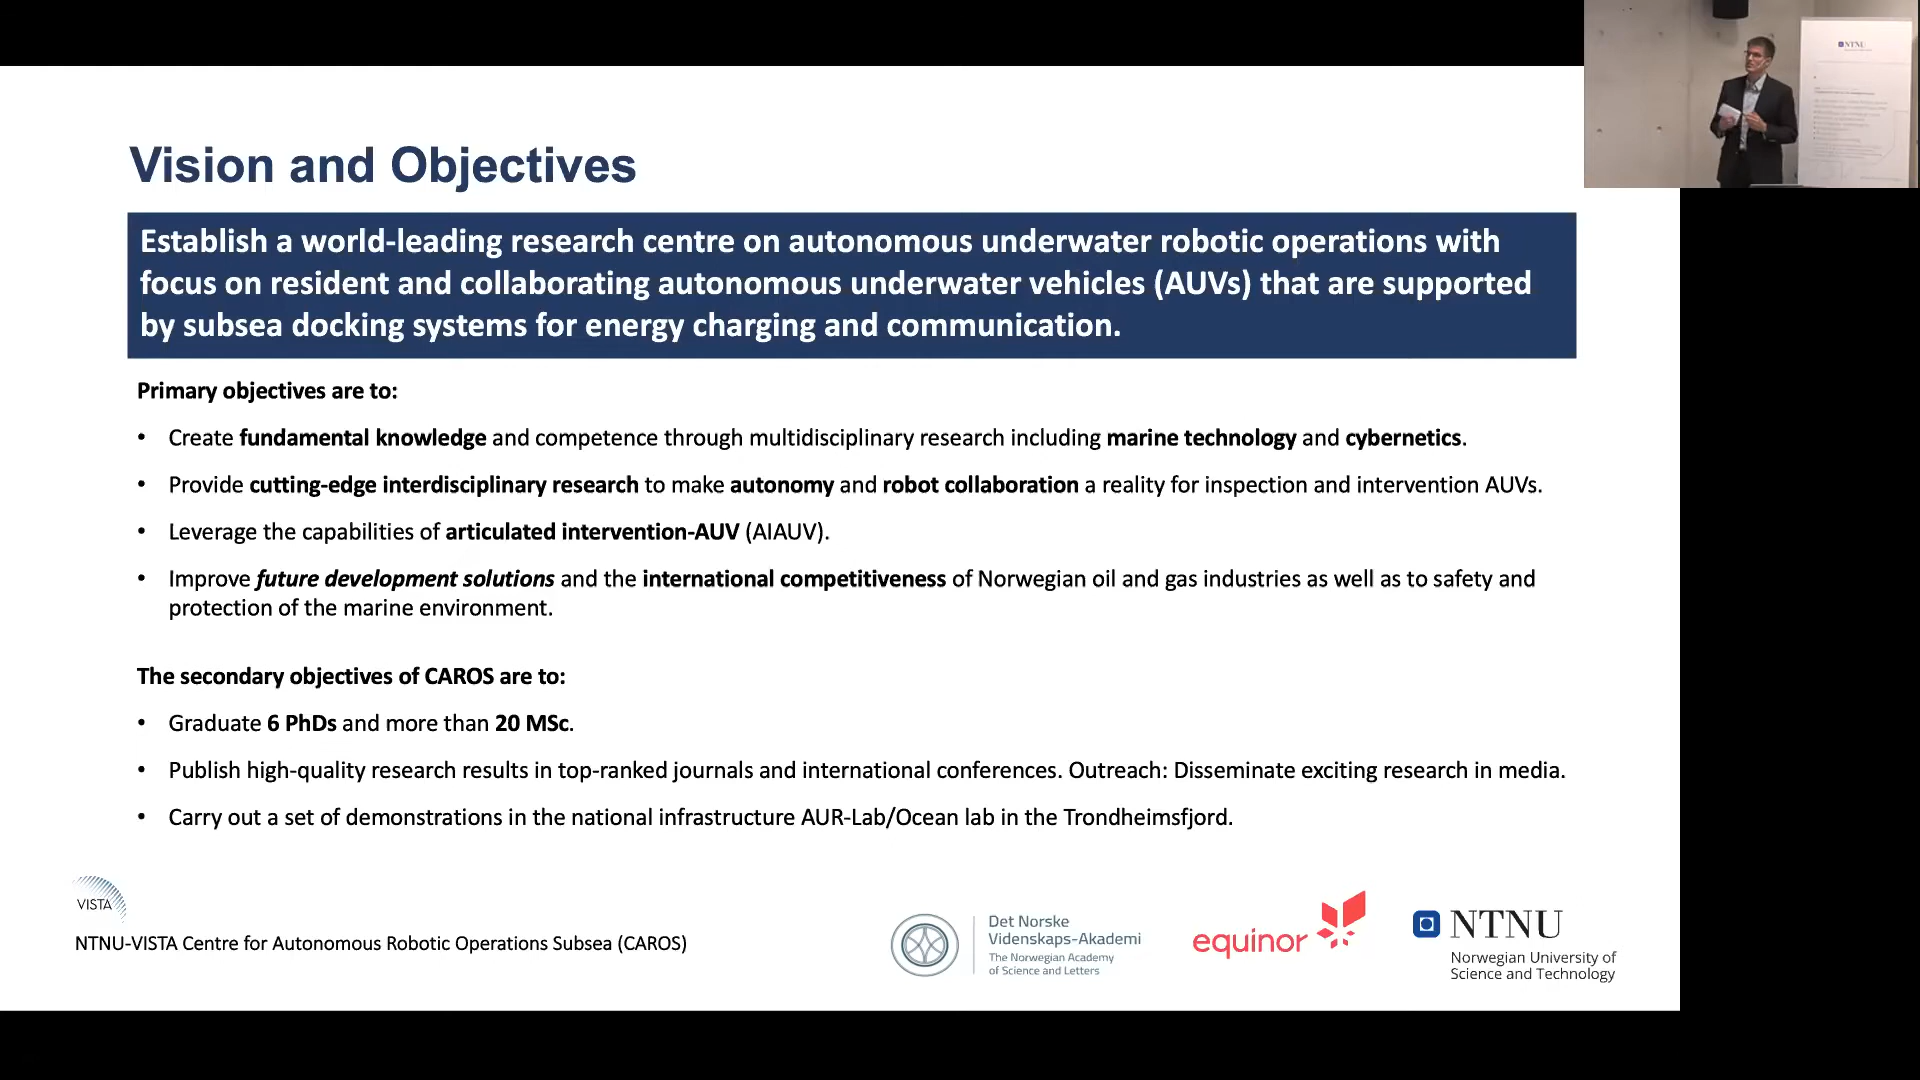 NTNU
Vision and Objectives
Establish a world-leading research centre on autonomous underwater robotic operations with
focus on resident and collaborating autonomous underwater vehicles (AUVs) that are supported
by subsea docking systems for energy charging and communication.
Primary objectives are to:
• Create fundamental knowledge and competence through multidisciplinary research including marine technology and cybernetics.
• Provide cutting-edge interdisciplinary research to make autonomy and robot collaboration a reality for inspection and intervention AUVs.
• Leverage the capabilities of articulated intervention-AUV (AIAUV).
• Improve future development solutions and the international competitiveness of Norwegian oil and gas industries as well as to safety and
protection of the marine environment.
The secondary objectives of CAROS are to:
• Graduate 6 PhDs and more than 20 MSc.
• Publish high-quality research results in top-ranked journals and international conferences. Outreach: Disseminate exciting research in media.
• Carry out a set of demonstrations in the national infrastructure AUR-Lab/Ocean lab in the Trondheimsfjord.
VISTA
NTNU-VISTA Centre for Autonomous Robotic Operations Subsea (CAROS)
Det Norske
Videnskaps-Akademi
The Norwegian Academy
of Science and Letters
equinor
NTNU
Norwegian University of
Science and Technology